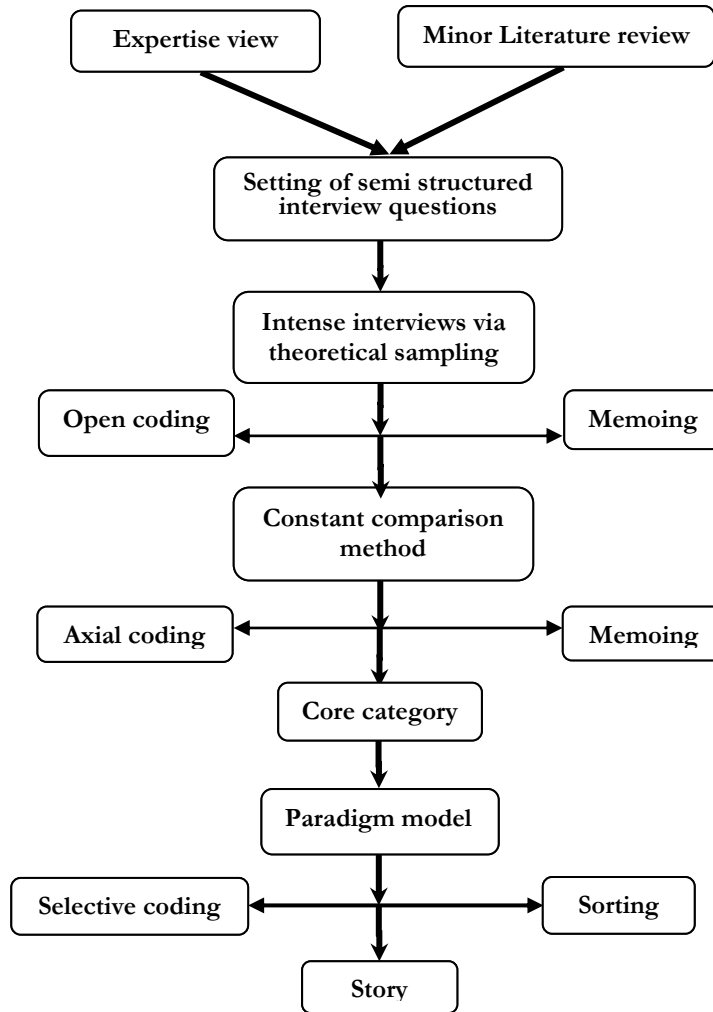 Expertise view
Minor Literature review
Setting of semi structured
interview questions
Intense interviews via
theoretical sampling
Open coding
Memoing
Constant comparison
method
Axial coding
Memoing
Core category
Paradigm model
Selective coding
Sorting
Story